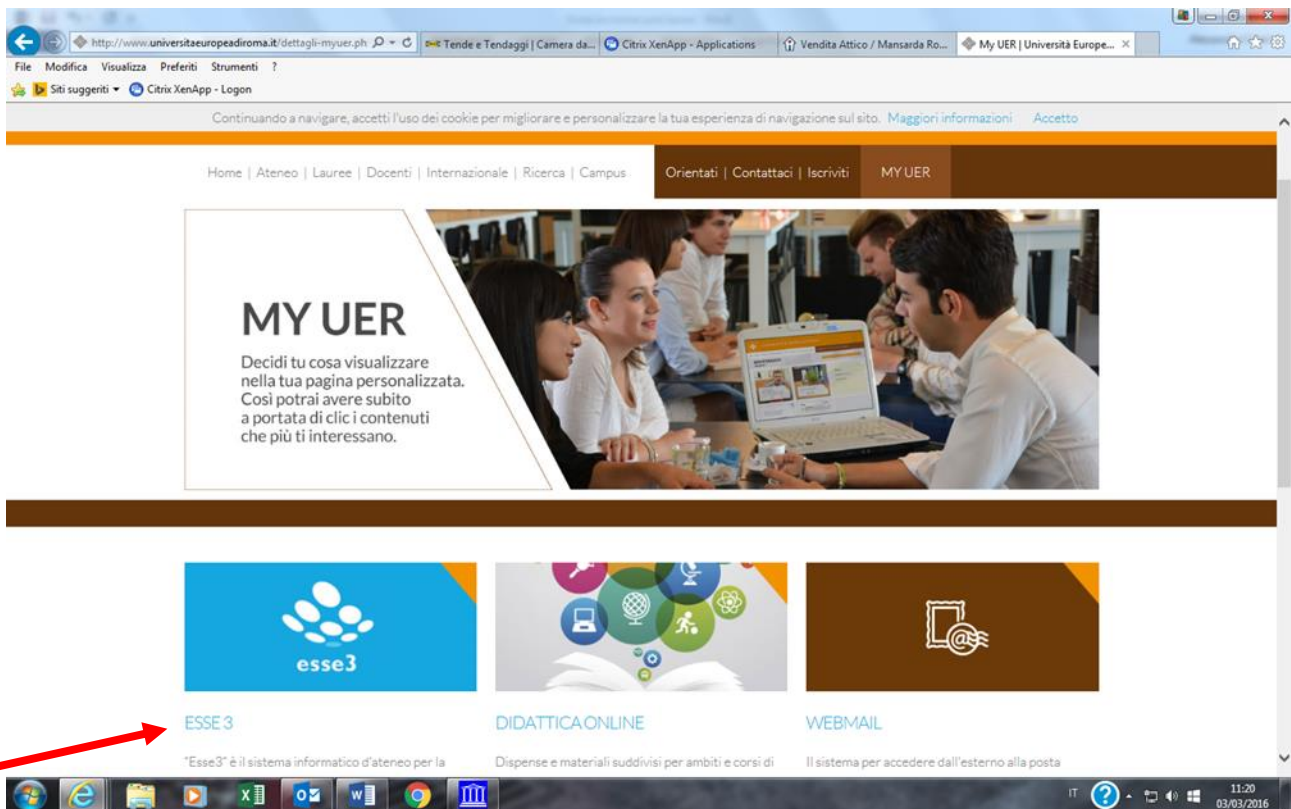 http://www.universitaeuropeadiroma.it/dettagli-myuer.ph
Tende e Tendaggi | Camera da...
Citrix XenApp - Applications
Vendita Attico / Mansarda Ro...
My UER | Università Europe...
File Modifica Visualizza Preferiti Strumenti ?
Siti suggeriti Citrix XenApp - Logon
Continuando a navigare, accetti l'uso dei cookie per migliorare e personalizzare la tua esperienza di navigazione sul sito. Maggiori informazioni Accetto
Home | Ateneo | Lauree | Docenti | Internazionale | Ricerca | Campus Orientati | Contattaci | Iscriviti MY UER
MY UER
Decidi tu cosa visualizzare
nella tua pagina personalizzata.
Così potrai avere subito
a portata di clic i contenuti
che più ti interessano.
esse3
ESSE 3
"Esse3" è il sistema informatico d'ateneo per la
DIDATTICA ONLINE
Dispense e materiali suddivisi per ambiti e corsi di
WEBMAIL
Il sistema per accedere dall'esterno alla posta
IT
11:20
03/03/2016